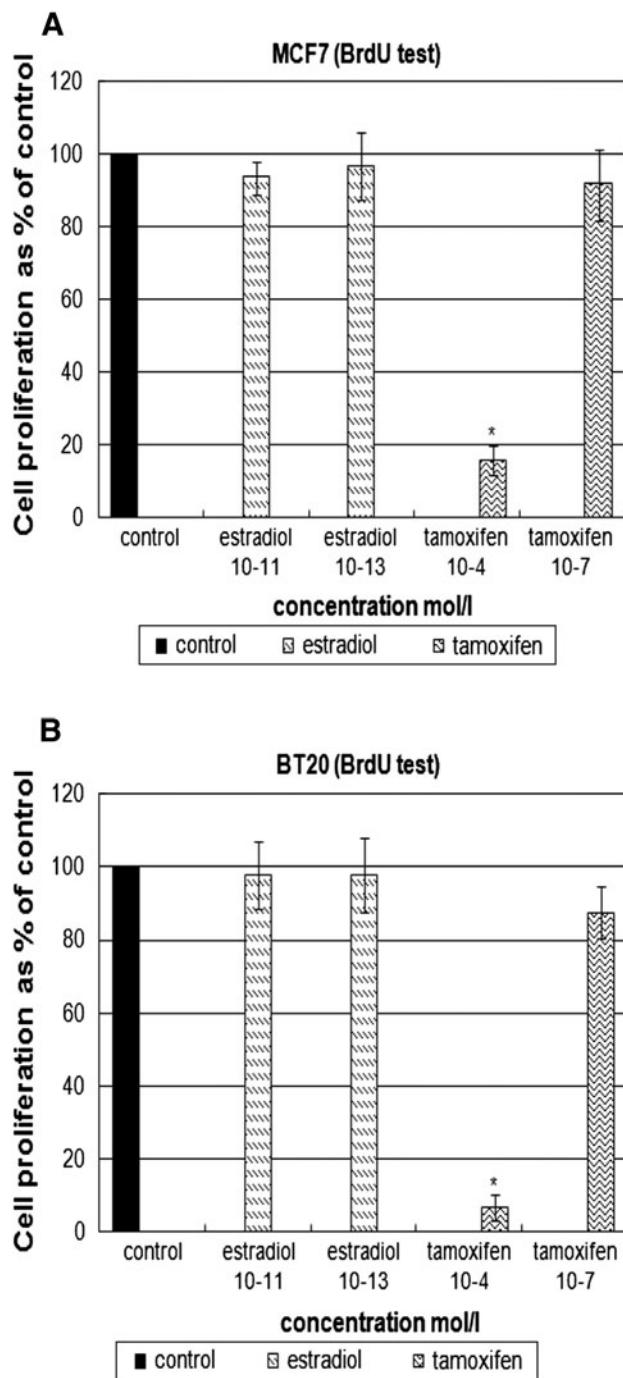 A
MCF7 (BrdU test)
Cell proliferation as % of control
120
100
80
60
40
20
0
*
control
estradiol 10-11
estradiol 10-13
tamoxifen 10-4
tamoxifen 10-7
concentration mol/l
control estradiol tamoxifen
B
BT20 (BrdU test)
Cell proliferation as % of control
120
100
80
60
40
20
0
*
control
estradiol 10-11
estradiol 10-13
tamoxifen 10-4
tamoxifen 10-7
concentration mol/l
control estradiol tamoxifen